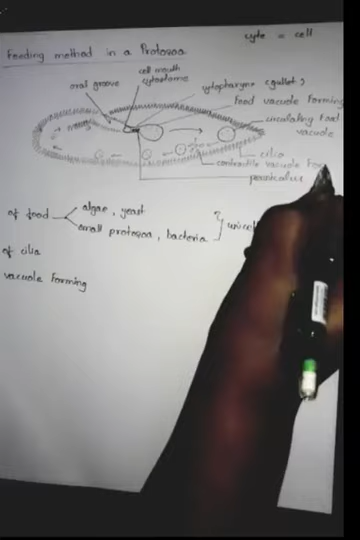 cyte = cell
Feeding method in a Protozoa
cell mouth
cytostome
oral groove
cytopharynx (gullet)
Food vacuole Forming
circulating Food
vacuole
cilia
contractile vacuole
of food
algae, yeast
small protozoa, bacteria
of cilia
vacuole Forming